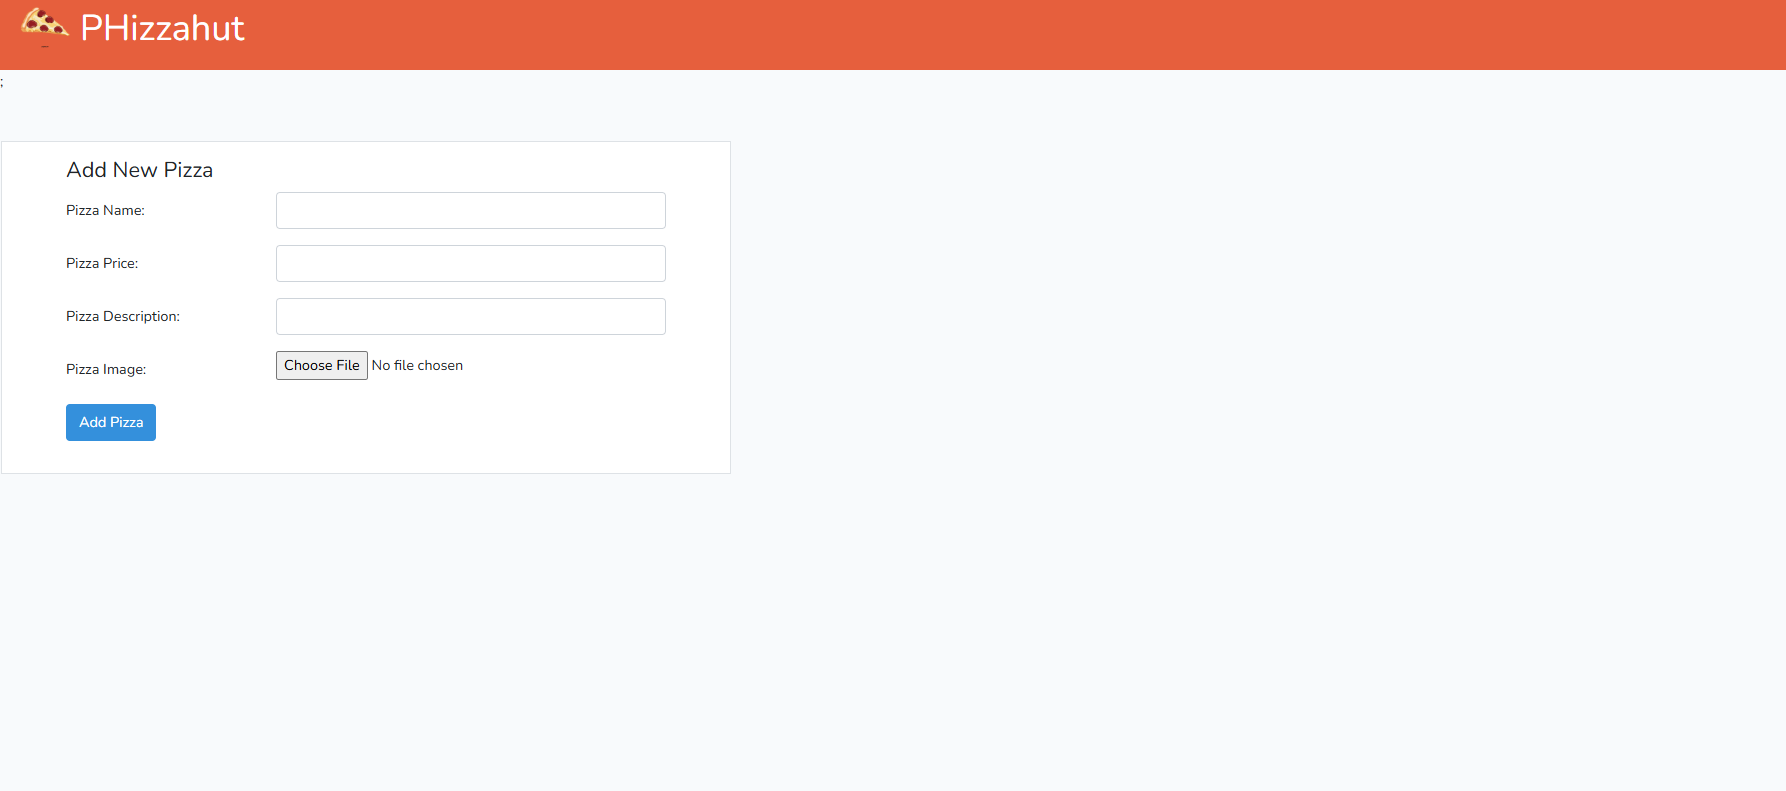 PHizzahut
;
Add New Pizza
Pizza Name:
Pizza Price:
Pizza Description:
Pizza Image: Choose File No file chosen
Add Pizza